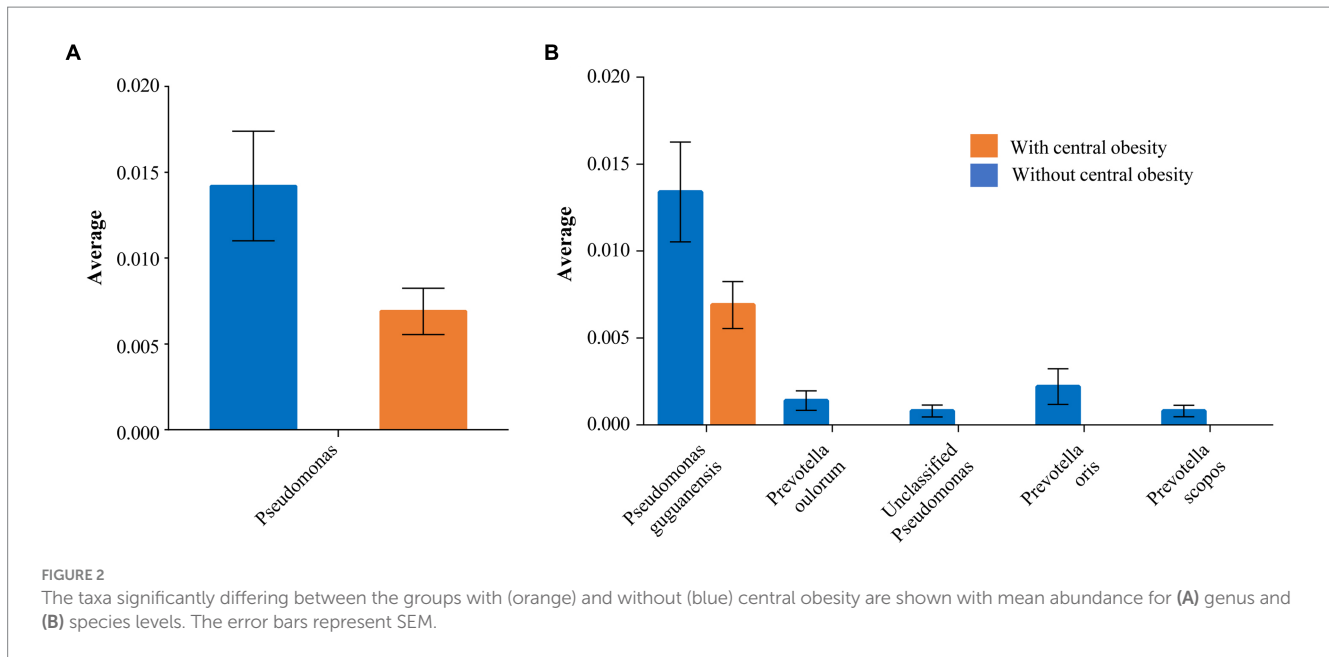 A
B
0.020
0.015
0.010
0.005
0.000
Average
Pseudomonas
0.020
0.015
0.010
0.005
0.000
Average
With central obesity
Without central obesity
Pseudomonas
guguanensis
Prevotella
oulorum
Unclassified
Pseudomonas
Prevotella
oris
Prevotella
scopos
FIGURE 2
The taxa significantly differing between the groups with (orange) and without (blue) central obesity are shown with mean abundance for (A) genus and
(B) species levels. The error bars represent SEM.